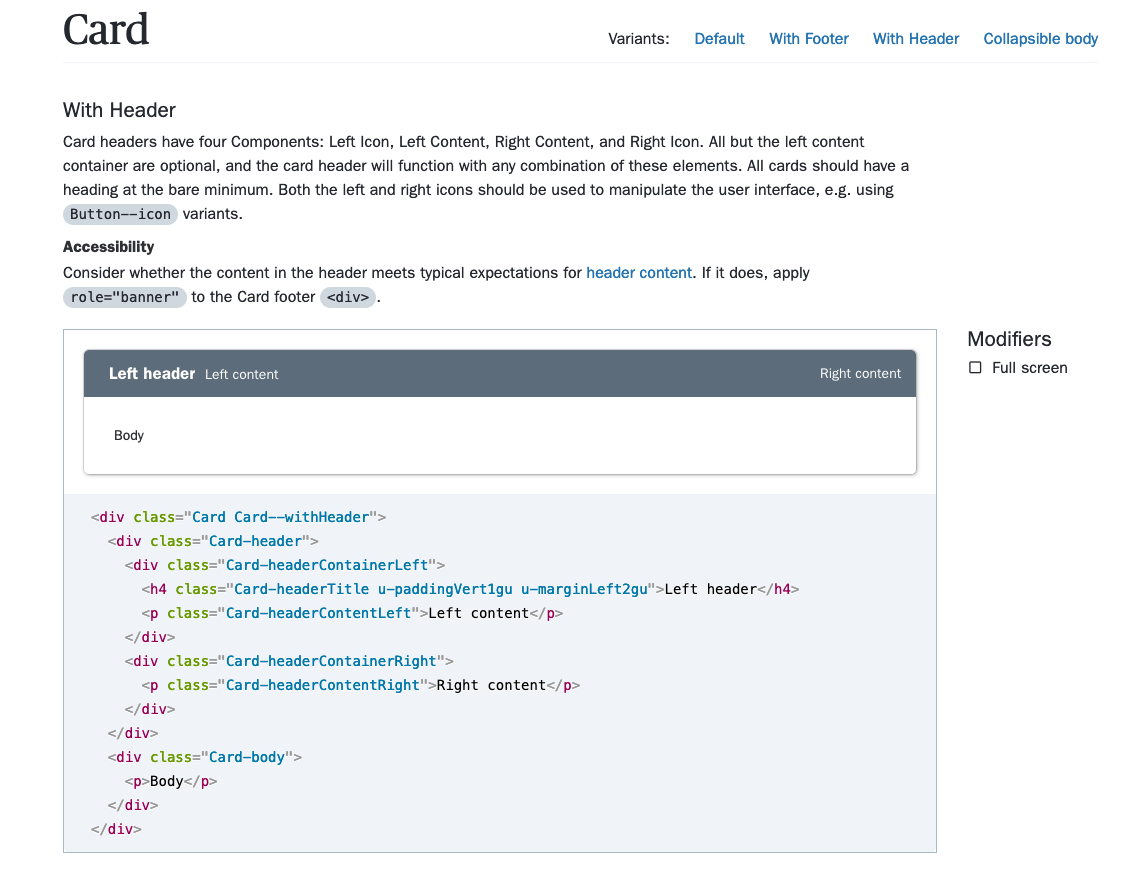 Card
Variants: Default With Footer With Header Collapsible body
With Header
Card headers have four Components: Left Icon, Left Content, Right Content, and Right Icon. All but the left content
container are optional, and the card header will function with any combination of these elements. All cards should have a
heading at the bare minimum. Both the left and right icons should be used to manipulate the user interface, e.g. using
Button--icon variants.
Accessibility
Consider whether the content in the header meets typical expectations for header content. If it does, apply
role="banner" to the Card footer <div>.
Modifiers
Full screen
Left header Left content Right content
Body
<div class="Card Card--withHeader">
<div class="Card-header">
<div class="Card-headerContainerLeft">
<h4 class="Card-headerTitle u-paddingVert1gu u-marginLeft2gu">Left header</h4>
<p class="Card-headerContentLeft">Left content</p>
</div>
<div class="Card-headerContainerRight">
<p class="Card-headerContentRight">Right content</p>
</div>
</div>
<div class="Card-body">
<p>Body</p>
</div>
</div>